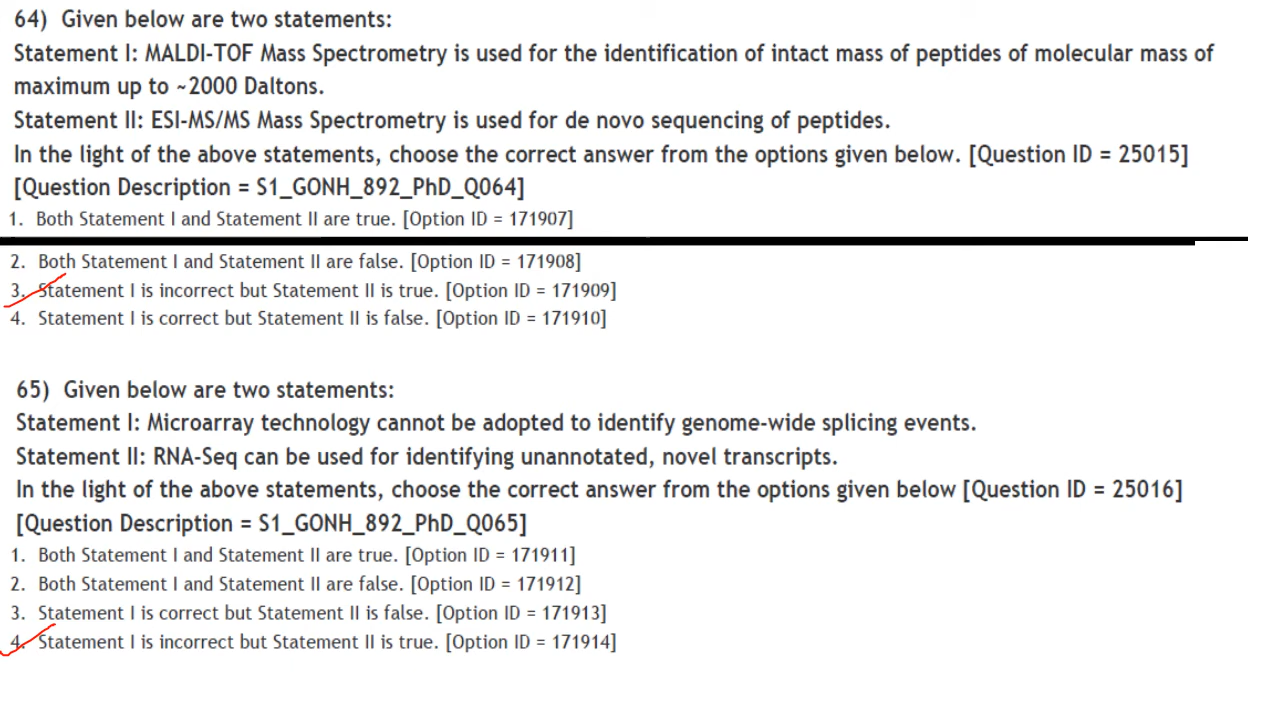 64) Given below are two statements:
Statement I: MALDI-TOF Mass Spectrometry is used for the identification of intact mass of peptides of molecular mass of
maximum up to ~2000 Daltons.
Statement II: ESI-MS/MS Mass Spectrometry is used for de novo sequencing of peptides.
In the light of the above statements, choose the correct answer from the options given below. [Question ID = 25015]
[Question Description = S1_GONH_892_PhD_Q064]
1. Both Statement I and Statement II are true. [Option ID = 171907]
2. Both Statement I and Statement II are false. [Option ID = 171908]
3. Statement I is incorrect but Statement II is true. [Option ID = 171909]
4. Statement I is correct but Statement II is false. [Option ID = 171910]
65) Given below are two statements:
Statement I: Microarray technology cannot be adopted to identify genome-wide splicing events.
Statement II: RNA-Seq can be used for identifying unannotated, novel transcripts.
In the light of the above statements, choose the correct answer from the options given below [Question ID = 25016]
[Question Description = S1_GONH_892_PhD_Q065]
1. Both Statement I and Statement II are true. [Option ID = 171911]
2. Both Statement I and Statement II are false. [Option ID = 171912]
3. Statement I is correct but Statement II is false. [Option ID = 171913]
4. Statement I is incorrect but Statement II is true. [Option ID = 171914]